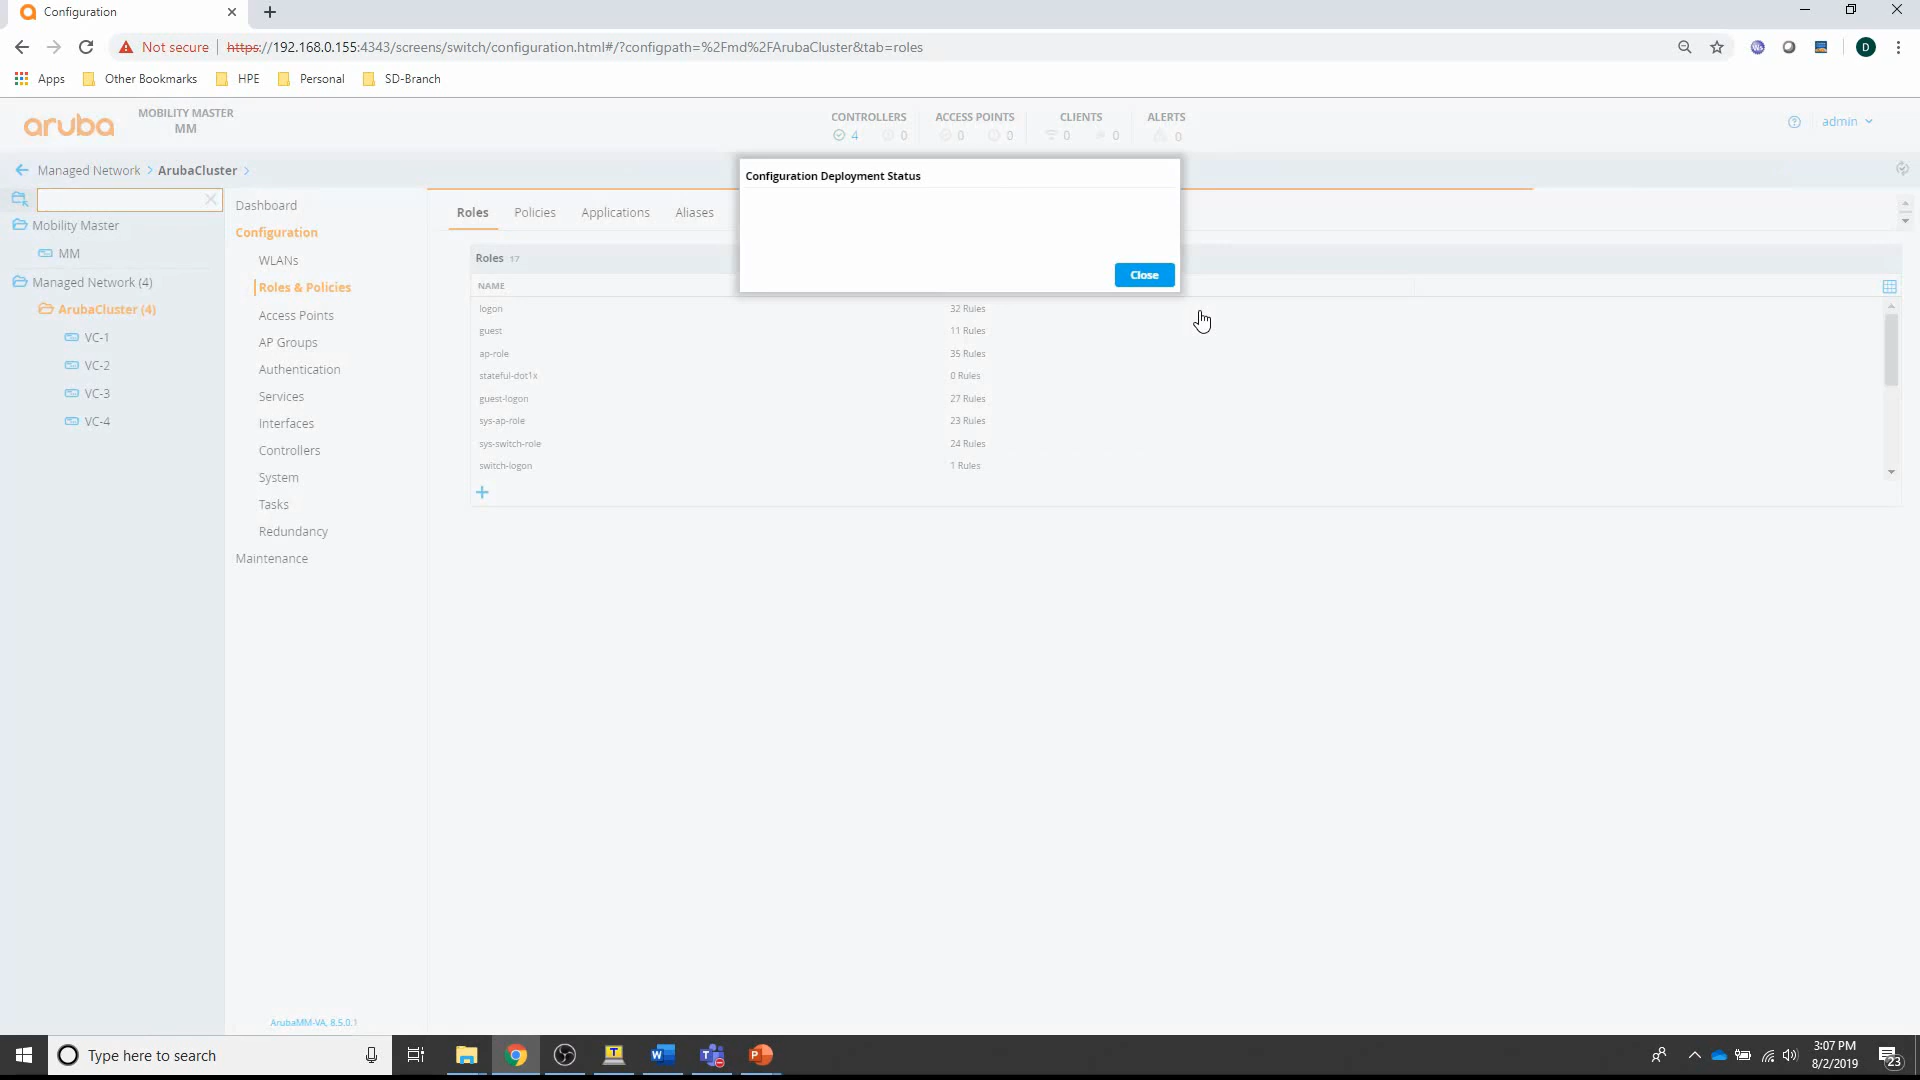 Configuration
Not secure
https://192.168.0.155:4343/screens/switch/configuration.html#/?configpath=%2Fmd%2FArubaCluster&tab=roles
D
Apps
Other Bookmarks
HPE
Personal
SD-Branch
aruba
MOBILITY MASTER
MM
CONTROLLERS
4
0
ACCESS POINTS
0
0
CLIENTS
0
0
ALERTS
0
admin
Managed Network > ArubaCluster >
Mobility Master
MM
Managed Network (4)
ArubaCluster (4)
VC-1
VC-2
VC-3
VC-4
Dashboard
Configuration
WLANs
Roles & Policies
Access Points
AP Groups
Authentication
Services
Interfaces
Controllers
System
Tasks
Redundancy
Maintenance
ArubaMM-VA, 8.5.0.1
Roles
Policies
Applications
Aliases
Configuration Deployment Status
Close
Roles 17
NAME
logon 32 Rules
guest 11 Rules
ap-role 35 Rules
stateful-dot1x 0 Rules
guest-logon 27 Rules
sys-ap-role 23 Rules
sys-switch-role 24 Rules
switch-logon 1 Rules
Type here to search
3:07 PM
8/2/2019
23